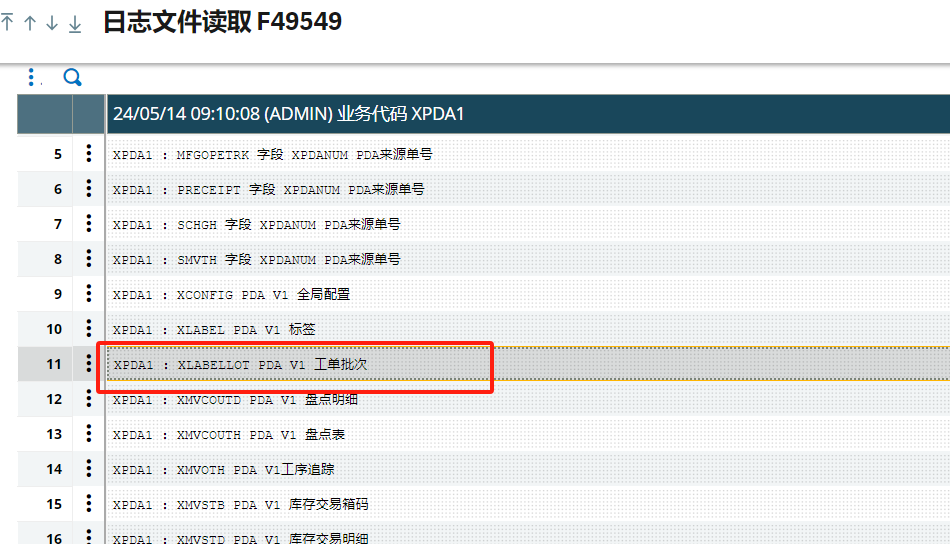 日志文件读取 F49549
24/05/14 09:10:08 (ADMIN) 业务代码 XPDA1
5 XPDA1 : MFGOPETRK 字段 XPDANUM PDA来源单号
6 XPDA1 : PRECEIPT 字段 XPDANUM PDA来源单号
7 XPDA1 : SCHGH 字段 XPDANUM PDA来源单号
8 XPDA1 : SMVTH 字段 XPDANUM PDA来源单号
9 XPDA1 : XCONFIG PDA V1 全局配置
10 XPDA1 : XLABEL PDA V1 标签
11 XPDA1 : XLABELLOT PDA V1 工单批次
12 XPDA1 : XMVCOUTD PDA V1 盘点明细
13 XPDA1 : XMVCOUTH PDA V1 盘点表
14 XPDA1 : XMVOTH PDA V1工序追踪
15 XPDA1 : XMVSTB PDA V1 库存交易箱码
16 XPDA1 : XMVSTD PDA V1 库存交易明细